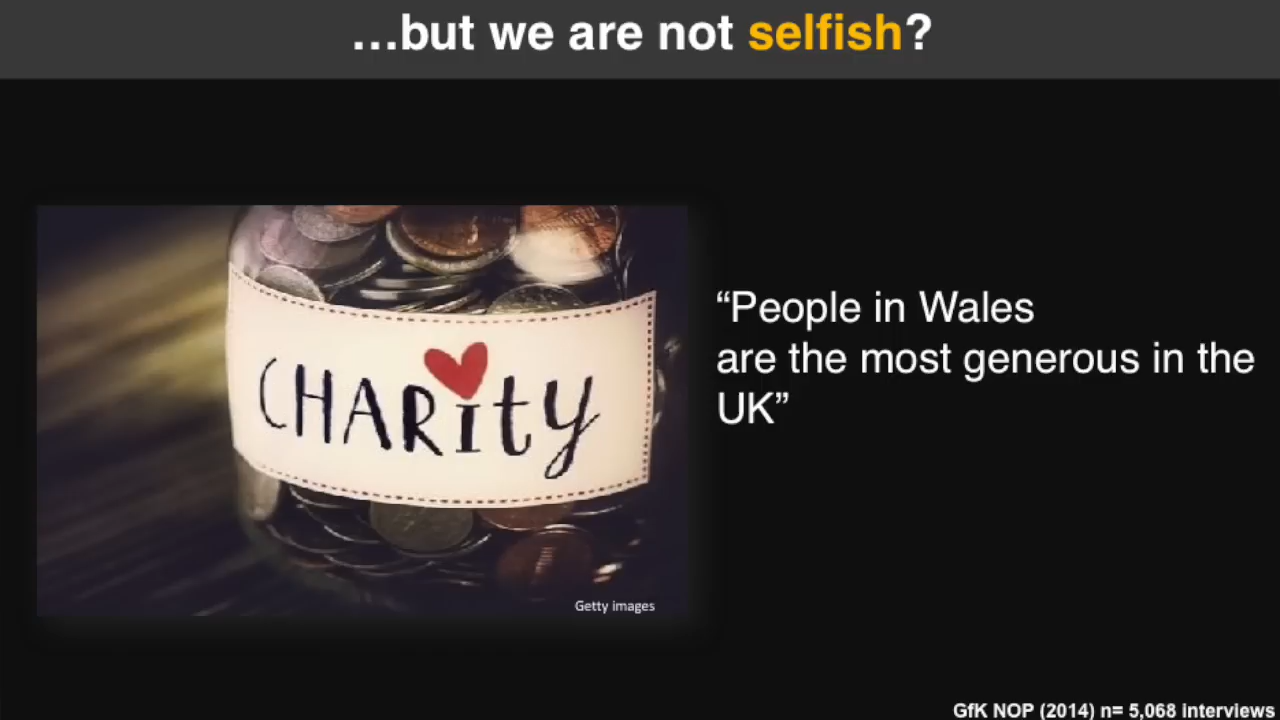 …but we are not selfish?
CHARity
“People in Wales
are the most generous in the
UK”
Getty images
GfK NOP (2014) n= 5,068 interviews